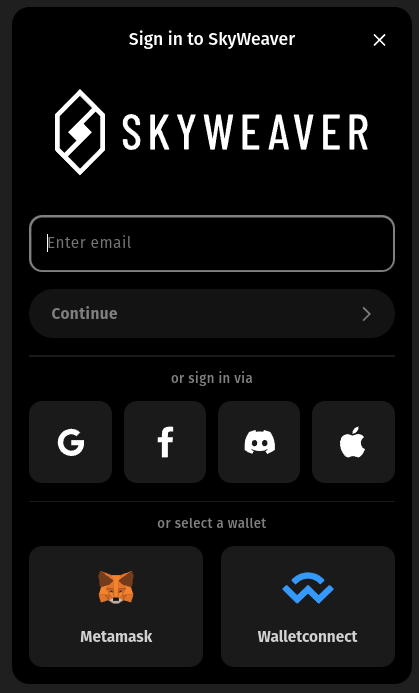 Sign in to SkyWeaver
SKYWEAVER
Enter email
Continue
or sign in via
or select a wallet
Metamask
Walletconnect